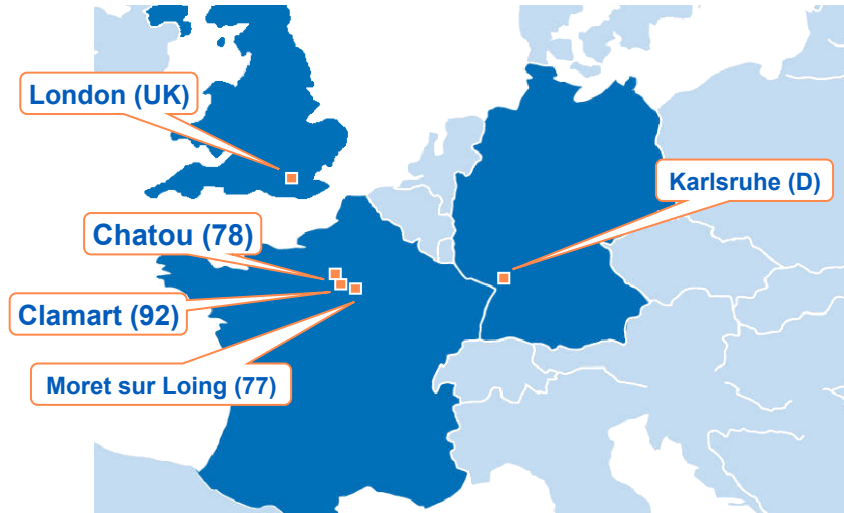 London (UK)
Karlsruhe (D)
Chatou (78)
Clamart (92)
Moret sur Loing (77)